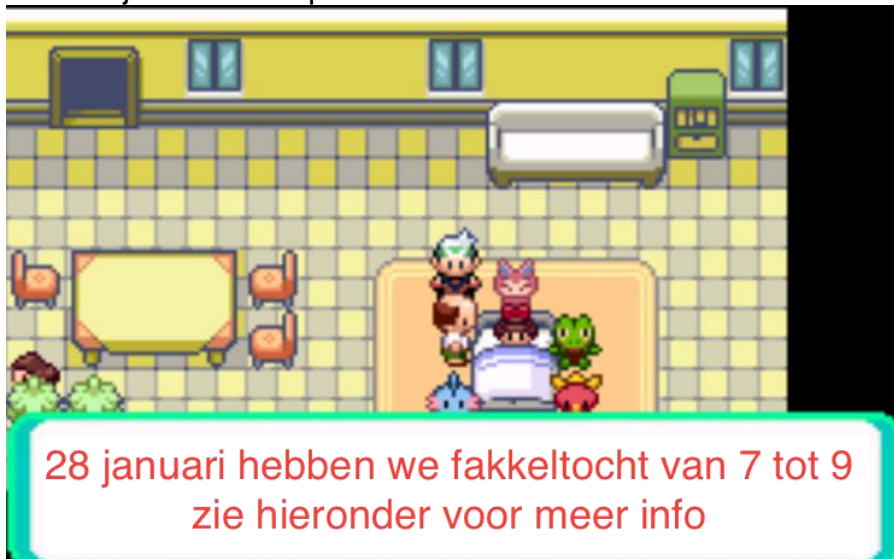 28 januari hebben we fakkeltocht van 7 tot 9
zie hieronder voor meer info